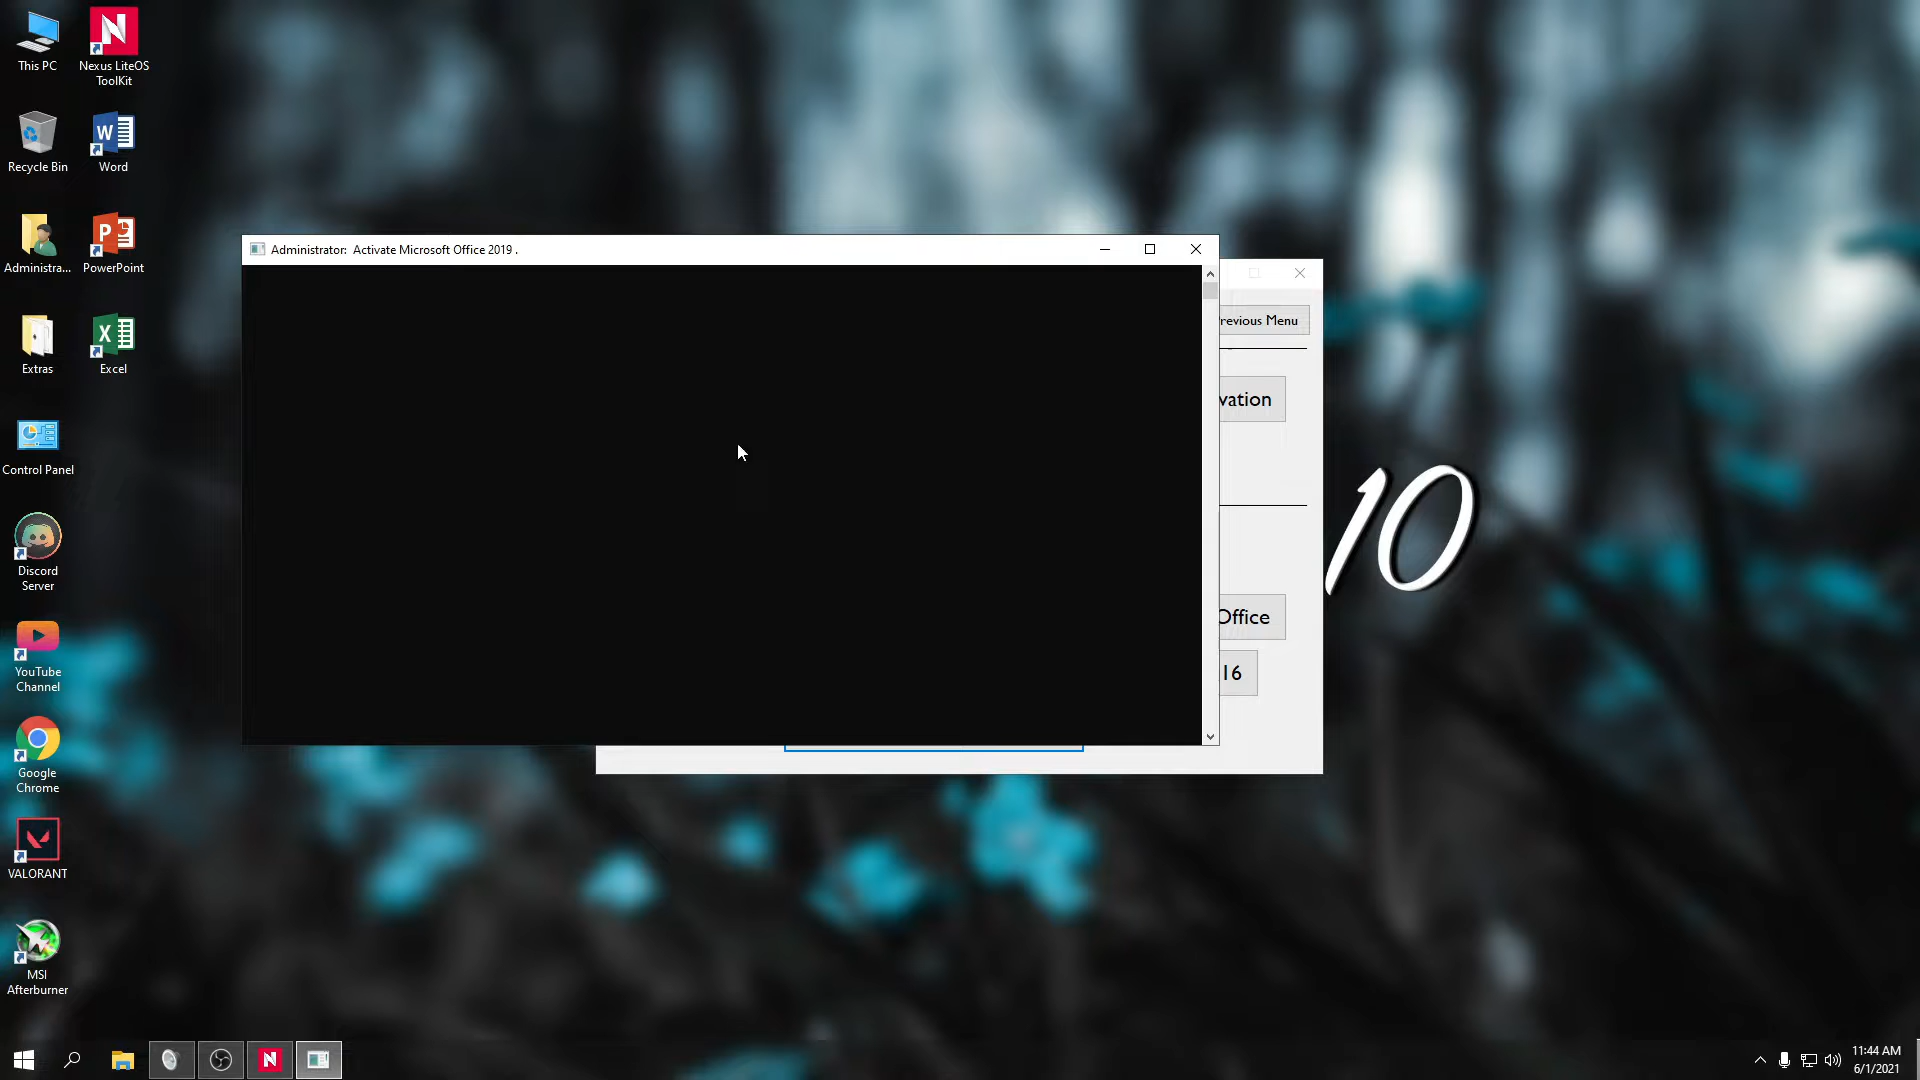 This PC
Nexus LiteOS
ToolKit
Recycle Bin
Word
Administra...
PowerPoint
Extras
Excel
Control Panel
Discord
Server
YouTube
Channel
Google
Chrome
VALORANT
MSI
Afterburner
Administrator: Activate Microsoft Office 2019 .
revious Menu
vation
Office
16
10
11:44 AM
6/1/2021